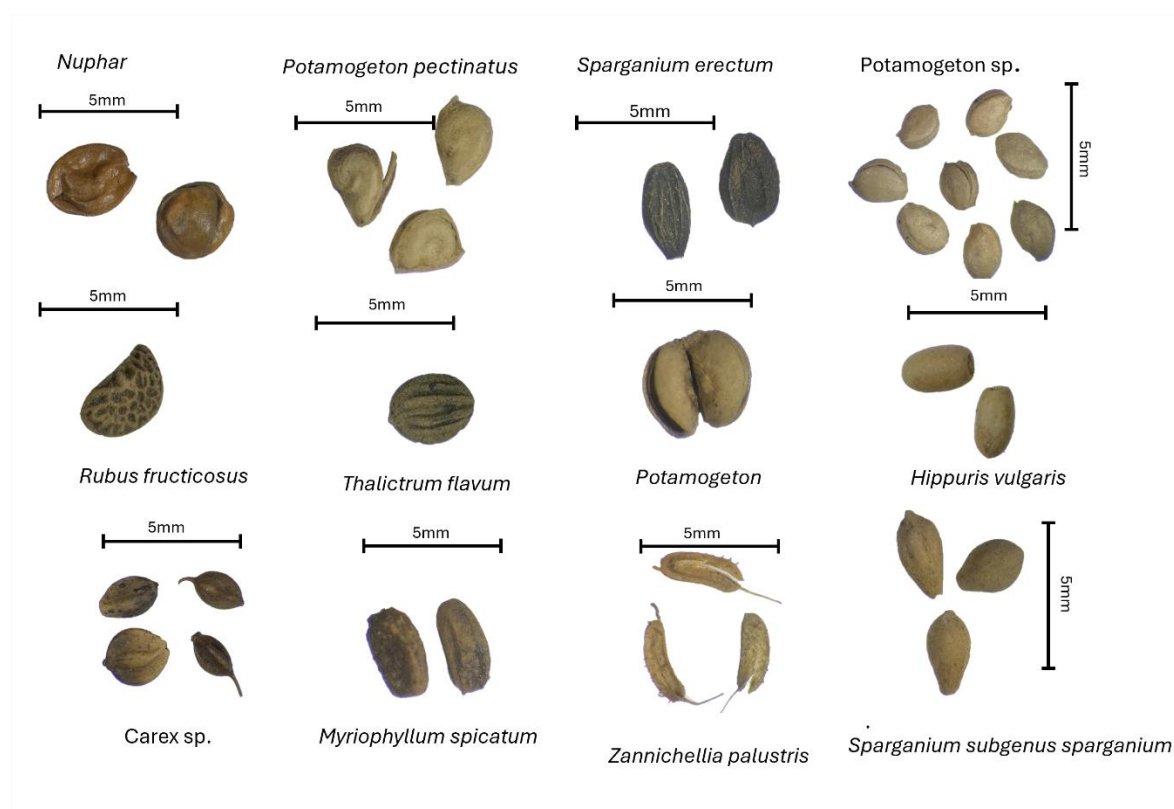 Nuphar
Potamogeton pectinatus
Sparganium erectum
Potamogeton sp.
5mm
5mm
5mm
5mm
5mm
5mm
5mm
5mm
Rubus fructicosus
Thalictrum flavum
Potamogeton
Hippuris vulgaris
5mm
5mm
5mm
5mm
Carex sp.
Myriophyllum spicatum
Zannichellia palustris
Sparganium subgenus sparganium